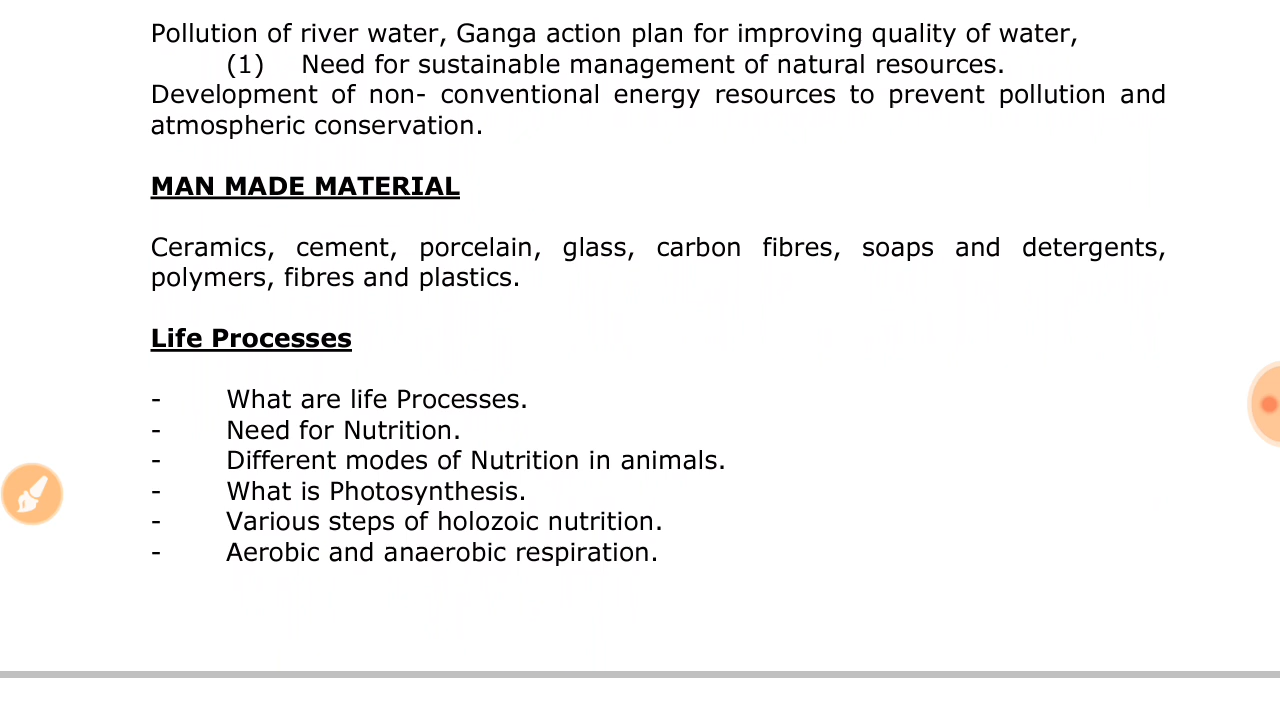 Pollution of river water, Ganga action plan for improving quality of water,
(1) Need for sustainable management of natural resources.
Development of non- conventional energy resources to prevent pollution and
atmospheric conservation.
MAN MADE MATERIAL
Ceramics, cement, porcelain, glass, carbon fibres, soaps and detergents,
polymers, fibres and plastics.
Life Processes
- What are life Processes.
- Need for Nutrition.
- Different modes of Nutrition in animals.
- What is Photosynthesis.
- Various steps of holozoic nutrition.
- Aerobic and anaerobic respiration.